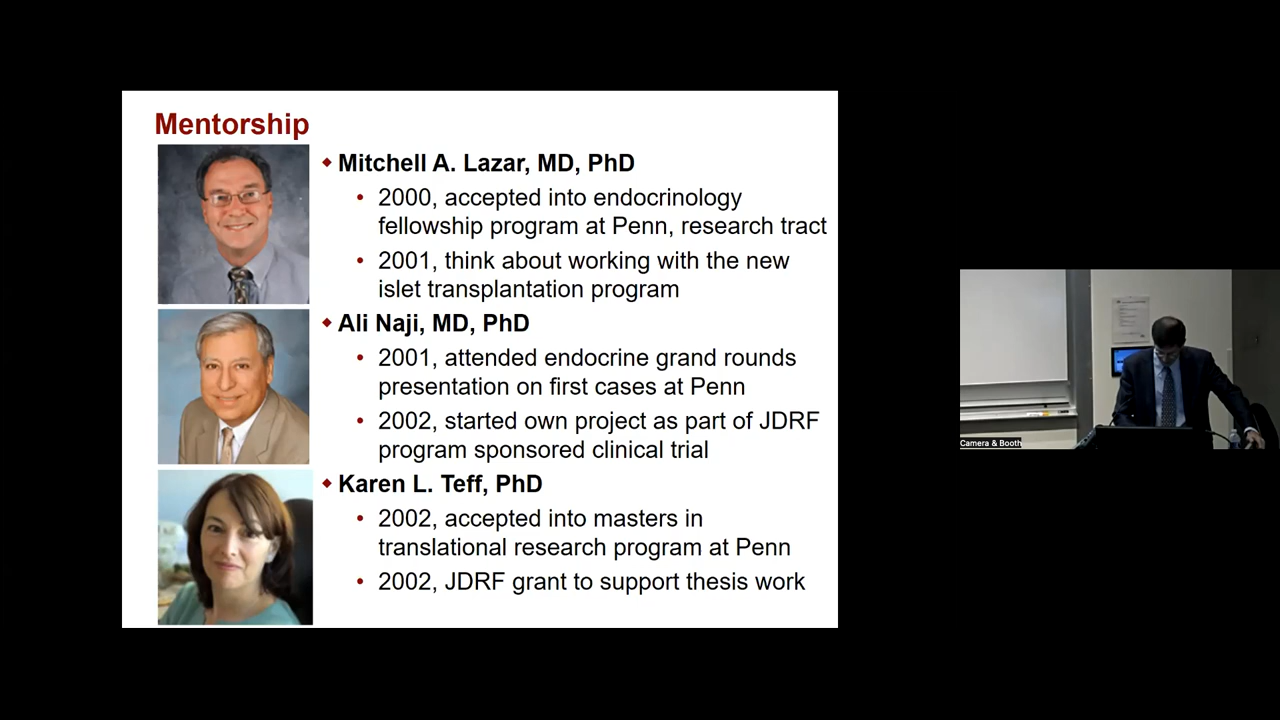 Mentorship
Mitchell A. Lazar, MD, PhD
2000, accepted into endocrinology
fellowship program at Penn, research tract
2001, think about working with the new
islet transplantation program
Ali Naji, MD, PhD
2001, attended endocrine grand rounds
presentation on first cases at Penn
2002, started own project as part of JDRF
program sponsored clinical trial
Karen L. Teff, PhD
2002, accepted into masters in
translational research program at Penn
2002, JDRF grant to support thesis work
Camera & Booth